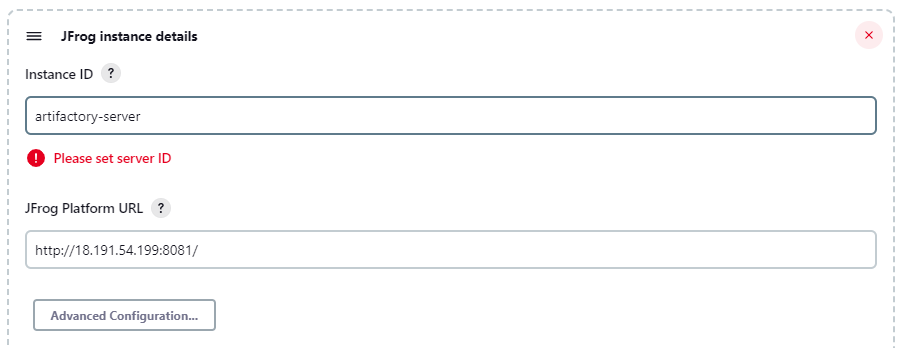 JFrog instance details
Instance ID ?
artifactory-server
Please set server ID
JFrog Platform URL ?
http://18.191.54.199:8081/
Advanced Configuration...